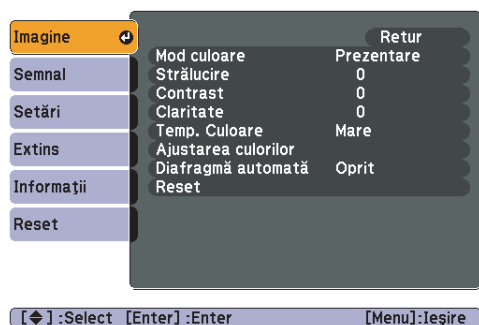 Imagine
Semnal
Setări
Extins
Informaţii
Reset
Retur
Mod culoare Prezentare
Strălucire 0
Contrast 0
Claritate 0
Temp. Culoare Mare
Ajustarea culorilor
Diafragmă automată Oprit
Reset
[◆] :Select [Enter] :Enter [Menu]:Ieşire